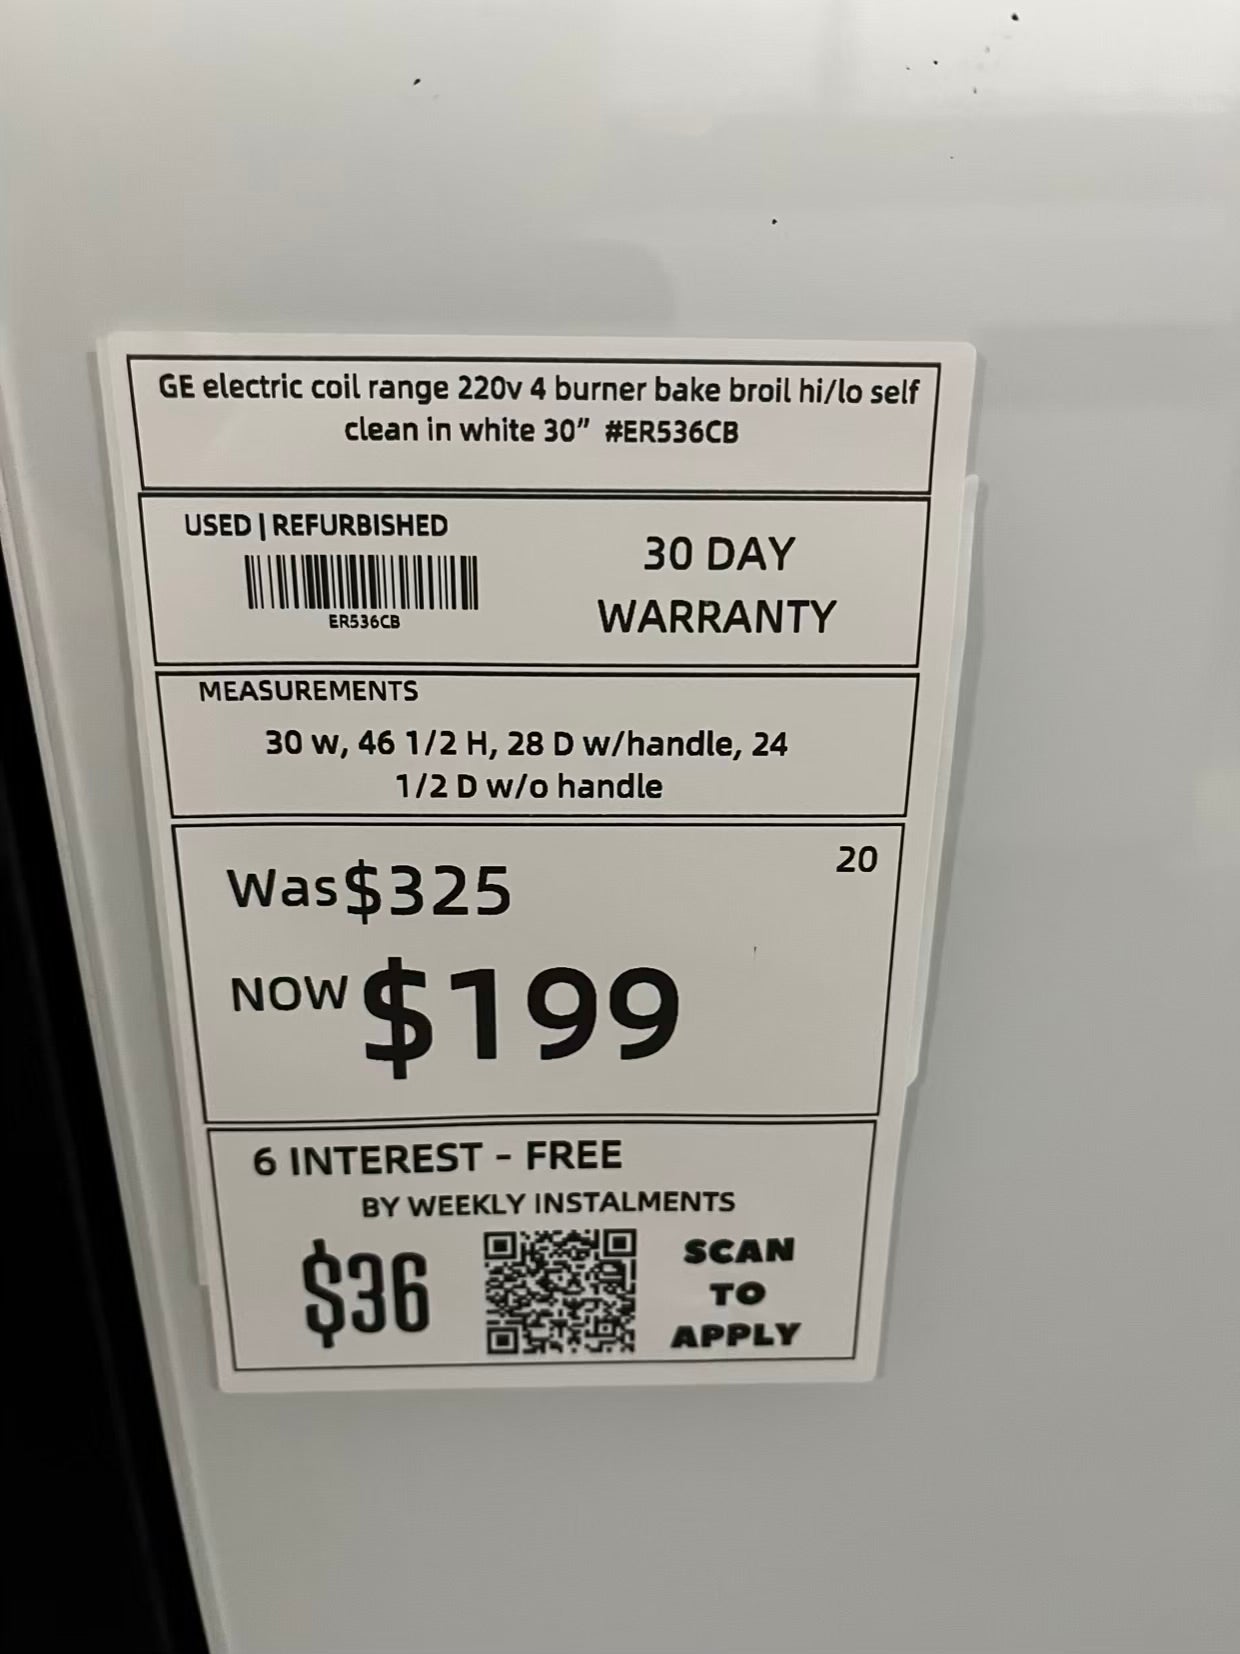 GE electric coil range 220v 4 burner bake broil hi/lo self
clean in white 30” #ER536CB
USED | REFURBISHED
ER536CB
30 DAY
WARRANTY
MEASUREMENTS
30 w, 46 1/2 H, 28 D w/handle, 24
1/2 D w/o handle
20
Was $325
NOW $199
6 INTEREST - FREE
BY WEEKLY INSTALMENTS
$36
SCAN
TO
APPLY